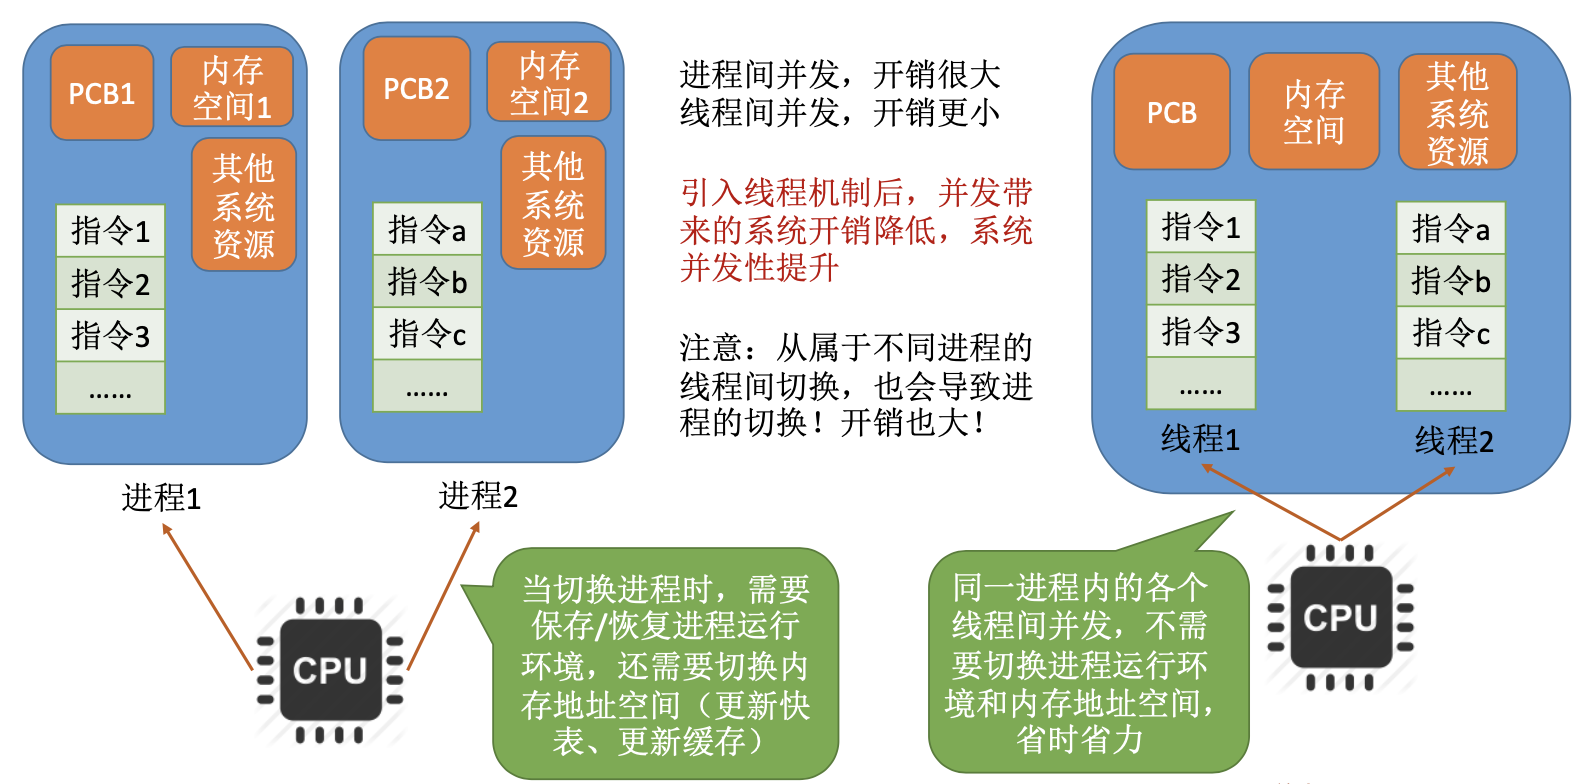 PCB1
内存
空间1
其他
系统
资源
指令1
指令2
指令3
……
进程1
PCB2
内存
空间2
其他
系统
资源
指令a
指令b
指令c
……
进程2
CPU
当切换进程时，需要
保存/恢复进程运行
环境，还需要切换内
存地址空间（更新快
表、更新缓存）
进程间并发，开销很大
线程间并发，开销更小
引入线程机制后，并发带
来的系统开销降低，系统
并发性提升
注意：从属于不同进程的
线程间切换，也会导致进
程的切换！开销也大！
PCB
内存
空间
其他
系统
资源
指令1
指令2
指令3
……
线程1
指令a
指令b
指令c
……
线程2
同一进程内的各个
线程间并发，不需
要切换进程运行环
境和内存地址空间，
省时省力
CPU